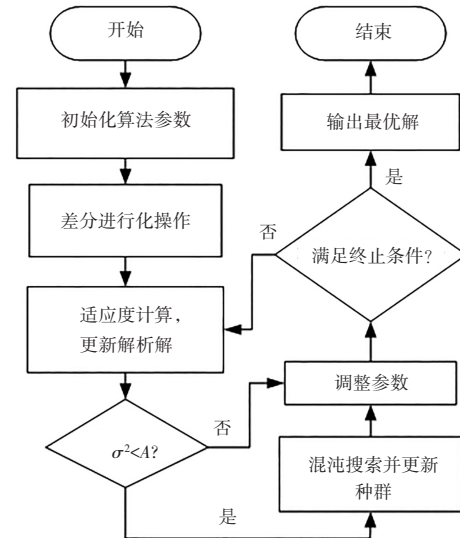 开始
初始化算法参数
差分进行化操作
适应度计算，
更新解析解
σ²<A?
否
是
混沌搜索并更新
种群
调整参数
满足终止条件?
否
是
输出最优解
结束